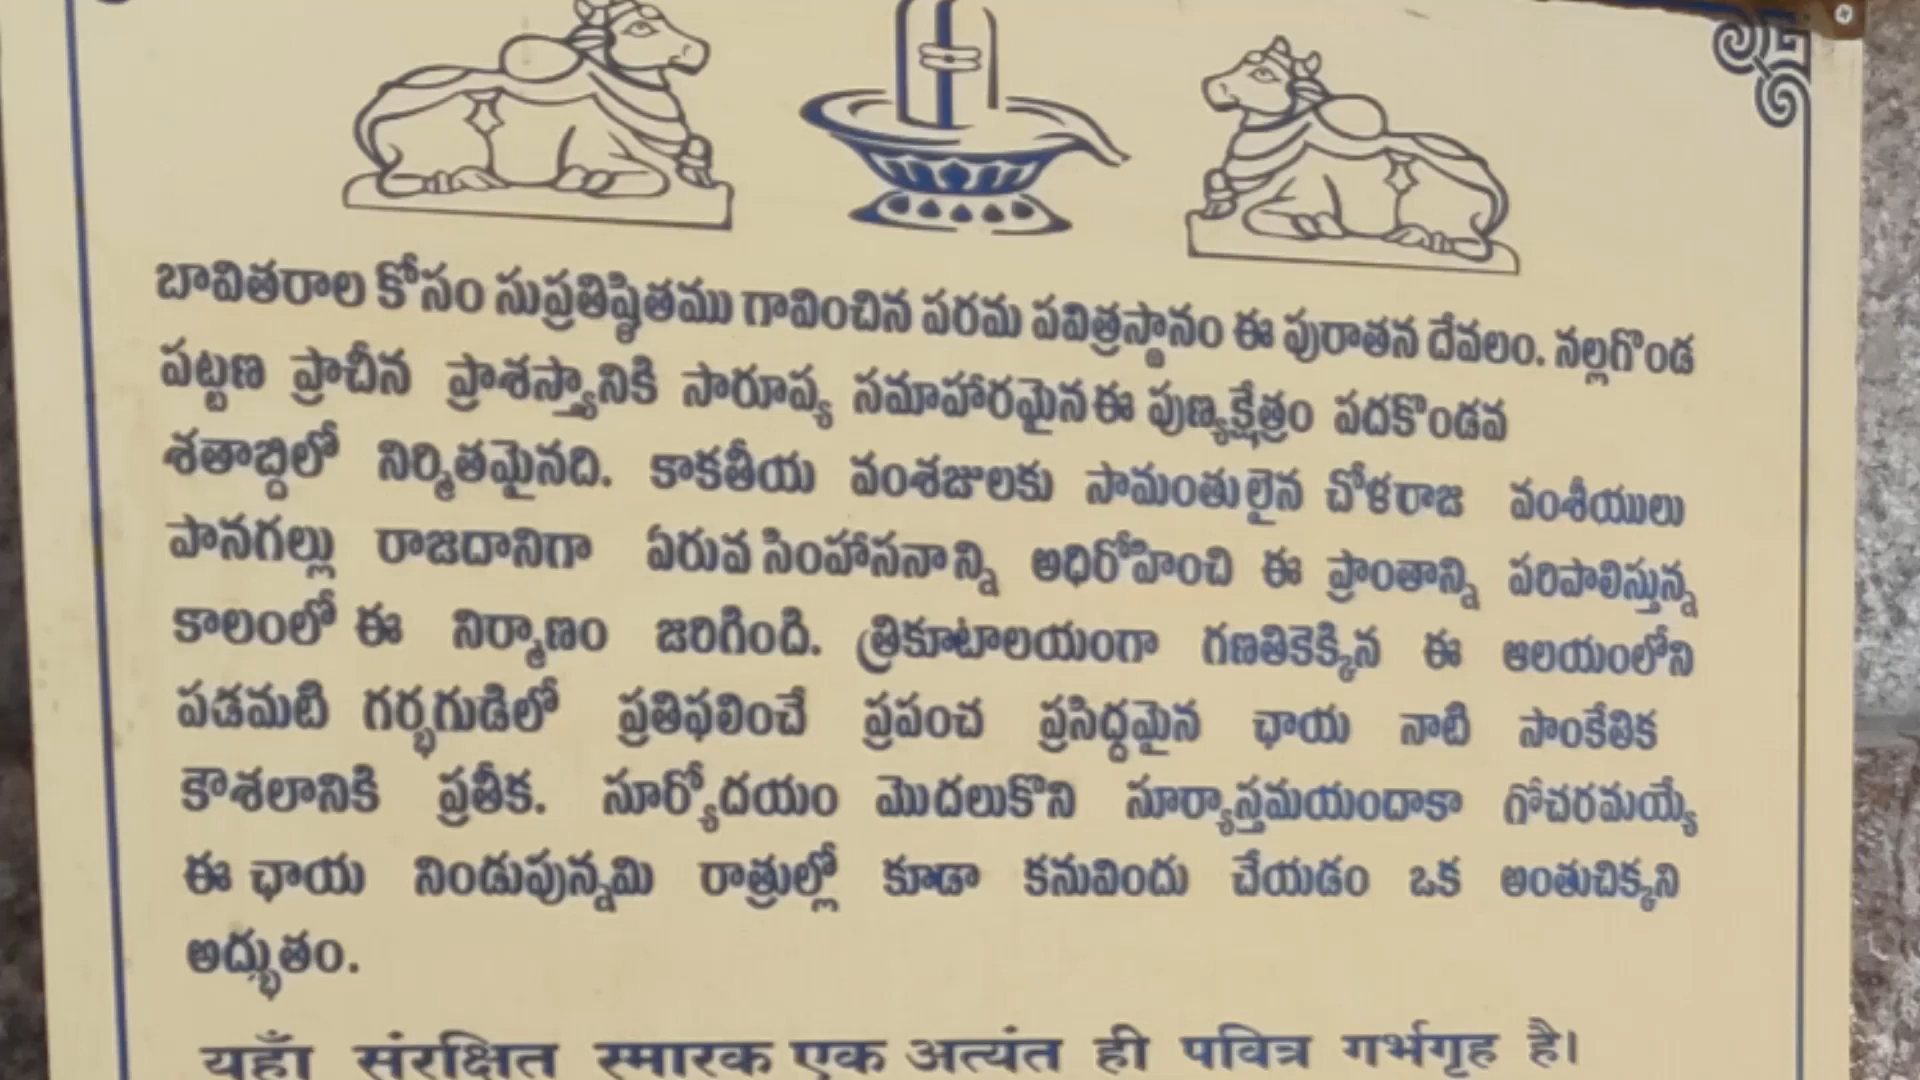 బావితరాల కోసం సుప్రతిష్ఠితము గావించిన పరమ పవిత్రస్థానం ఈ పురాతన దేవలం. నల్లగొండ
పట్టణ ప్రాచీన ప్రాశస్త్యానికి సారూప్య సమాహారమైన ఈ పుణ్యక్షేత్రం పదకొండవ
శతాబ్దిలో నిర్మితమైనది. కాకతీయ వంశజులకు సామంతులైన చోళరాజ వంశీయులు
పానగల్లు రాజదానిగా ఏరువ సింహాసనాన్ని అధిరోహించి ఈ ప్రాంతాన్ని పరిపాలిస్తున్న
కాలంలో ఈ నిర్మాణం జరిగింది. త్రికూటాలయంగా గణతికెక్కిన ఈ ఆలయంలోని
పడమటి గర్భగుడిలో ప్రతిఫలించే ప్రపంచ ప్రసిద్ధమైన ఛాయ నాటి సాంకేతిక
కౌశలానికి ప్రతీక. సూర్యోదయం మొదలుకొని సూర్యాస్తమయందాకా గోచరమయ్యే
ఈ ఛాయ నిండుపున్నమి రాత్రుల్లో కూడా కనువిందు చేయడం ఒక అంతుచిక్కని
అద్భుతం.
यहाँ संरक्षित स्मारक एक अत्यंत ही पवित्र गर्भगृह है।